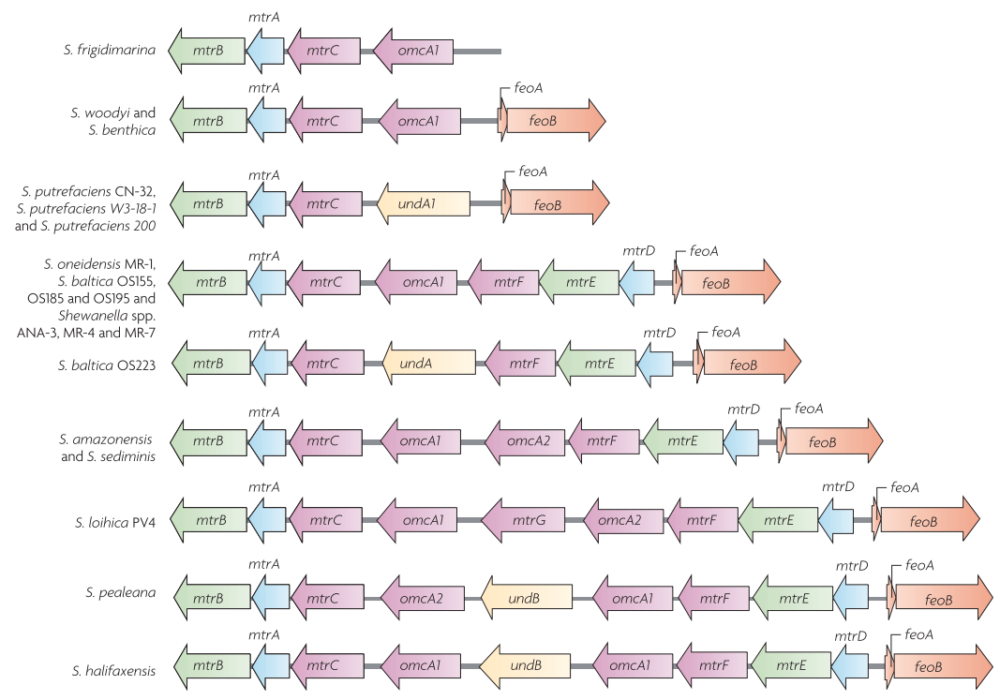 mtrA
S. frigidimarina mtrB mtrC omcA1
mtrA feoA
S. woodyi and
S. benthica
mtrB mtrC omcA1 feoB
mtrA feoA
S. putrefaciens CN-32,
S. putrefaciens W3-18-1
and S. putrefaciens 200
mtrB mtrC undA1 feoB
mtrA mtrD feoA
S. oneidensis MR-1,
S. baltica OS155,
OS185 and OS195 and
Shewanella spp.
ANA-3, MR-4 and MR-7
mtrB mtrC omcA1 mtrF mtrE feoB
mtrA mtrD feoA
S. baltica OS223 mtrB mtrC undA mtrF mtrE feoB
mtrA mtrD feoA
S. amazonensis
and S. sediminis
mtrB mtrC omcA1 omcA2 mtrF mtrE feoB
mtrA mtrD feoA
S. loihica PV4 mtrB mtrC omcA1 mtrG omcA2 mtrF mtrE feoB
mtrA mtrD feoA
S. pealeana mtrB mtrC omcA2 undB omcA1 mtrF mtrE feoB
mtrA mtrD feoA
S. halifaxensis mtrB mtrC omcA1 undB omcA1 mtrF mtrE feoB